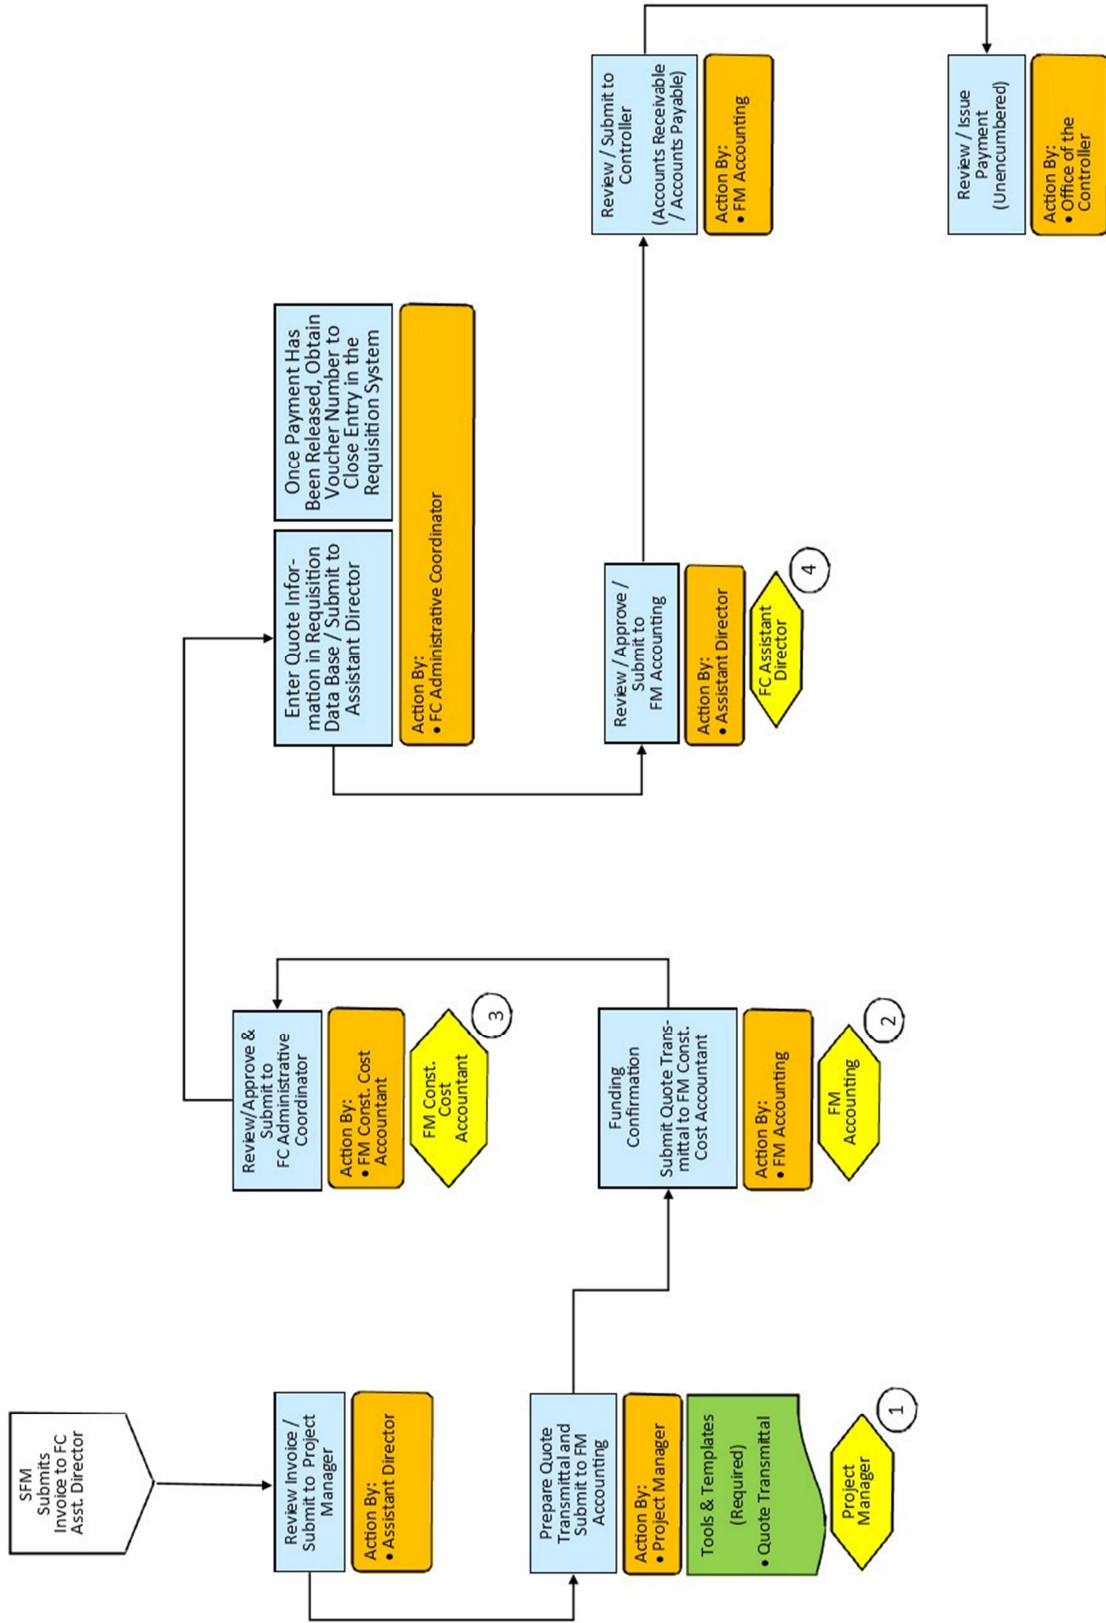 SFM
Submits
Invoice to FC
Asst. Director
Review Invoice /
Submit to Project
Manager
Action By:
• Assistant Director
Prepare Quote
Transmittal and
Submit to FM
Accounting
Action By:
• Project Manager
Tools & Templates
(Required)
• Quote Transmittal
Project
Manager
1
Funding
Confirmation
Submit Quote Trans-
mittal to FM Const.
Cost Accountant
Action By:
• FM Accounting
FM
Accounting
2
Review/Approve &
Submit to
FC Administrative
Coordinator
Action By:
• FM Const. Cost
Accountant
FM Const.
Cost
Accountant
3
Enter Quote Infor-
mation in Requisition
Data Base / Submit to
Assistant Director
Once Payment Has
Been Released, Obtain
Voucher Number to
Close Entry in the
Requisition System
Action By:
• FC Administrative Coordinator
Review / Approve /
Submit to
FM Accounting
Action By:
• Assistant Director
FC Assistant
Director
4
Review / Submit to
Controller
(Accounts Receivable
/ Accounts Payable)
Action By:
• FM Accounting
Review / Issue
Payment
(Unencumbered)
Action By:
• Office of the
Controller